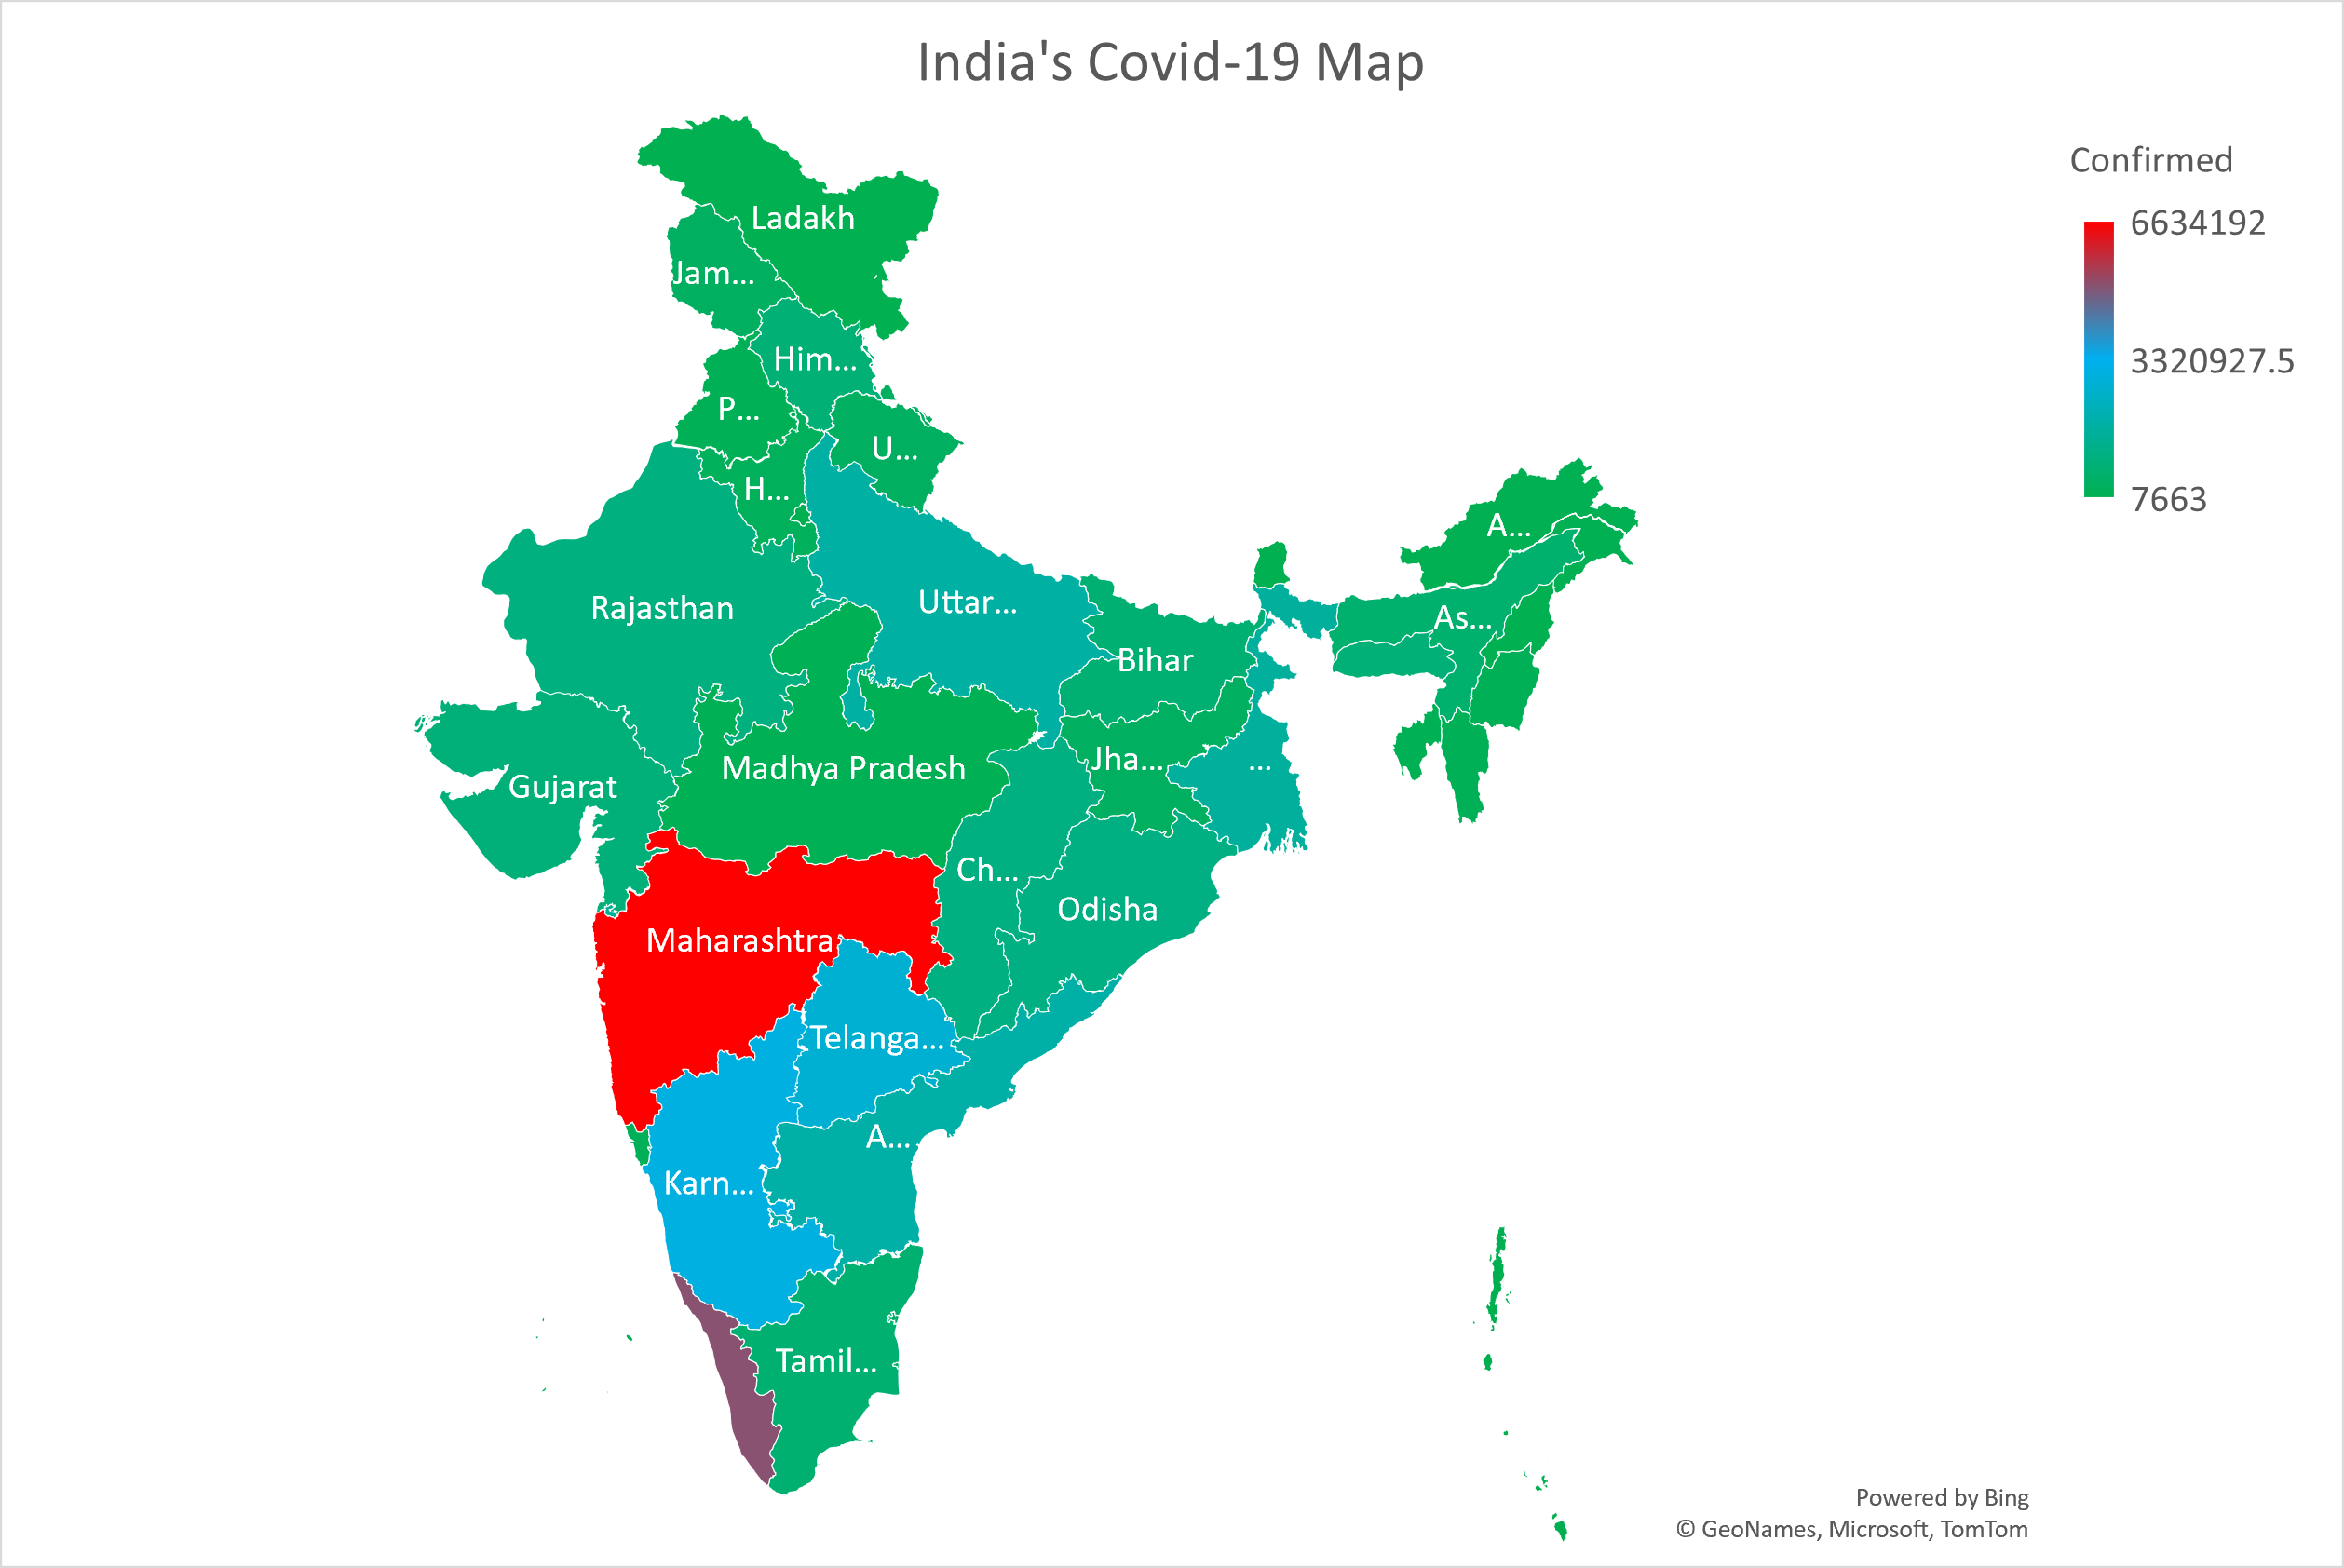 India's Covid-19 Map
Confirmed
6634192
3320927.5
7663
Ladakh
Jam...
Him...
P...
U...
H...
A...
Rajasthan
Uttar...
As...
Bihar
Jha...
...
Madhya Pradesh
Gujarat
Ch...
Odisha
Maharashtra
Telanga...
A...
Karn...
Tamil...
Powered by Bing
© GeoNames, Microsoft, TomTom